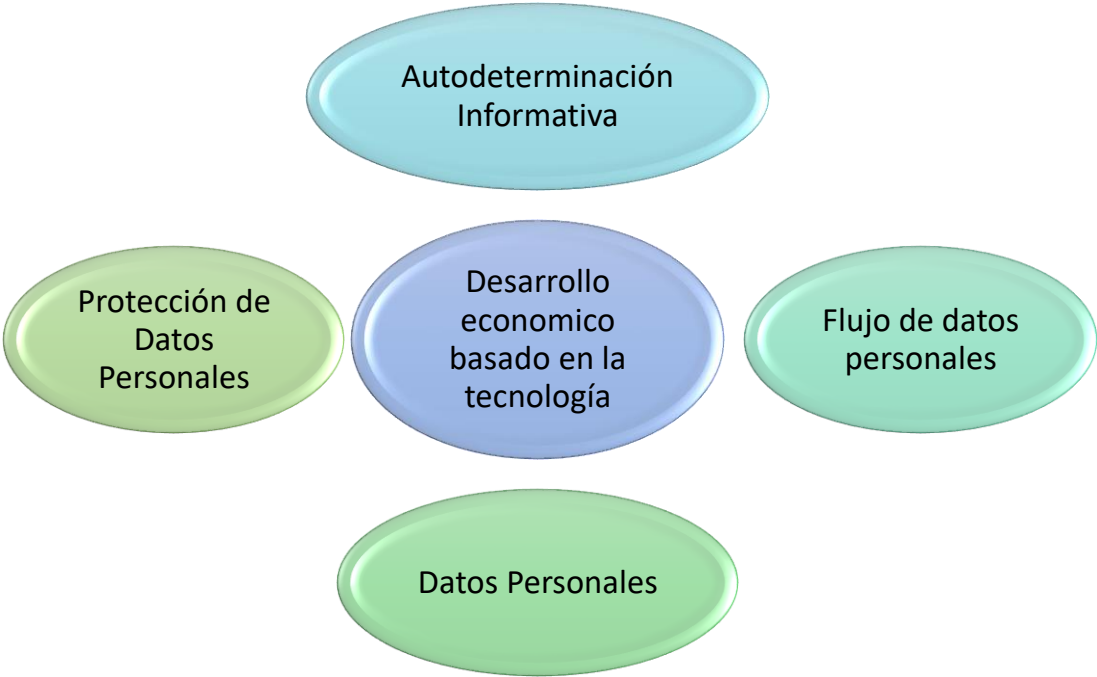 Autodeterminación
Informativa
Protección de
Datos
Personales
Desarrollo
economico
basado en la
tecnología
Flujo de datos
personales
Datos Personales